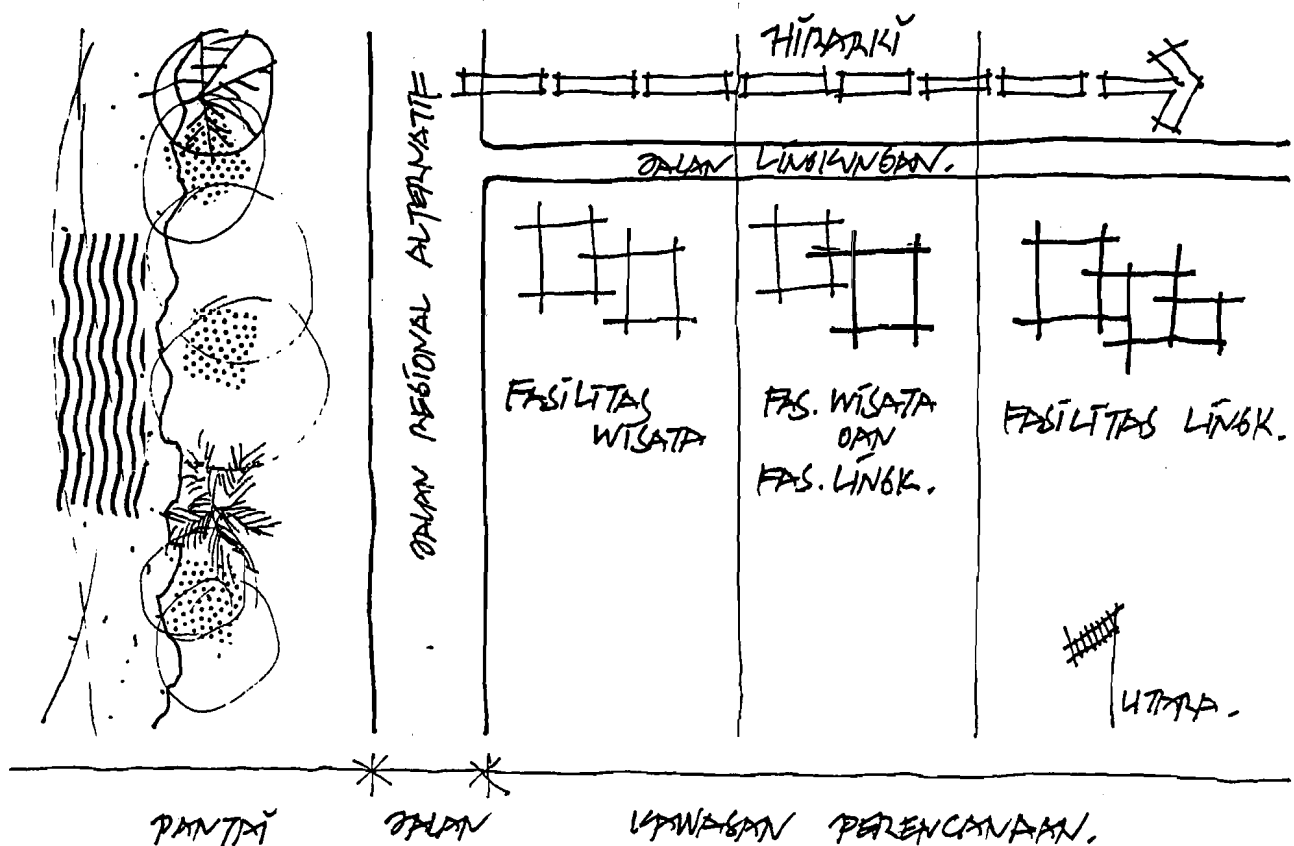 HIRARKI
JALAN LINGKUNGAN.
JALAN REGIONAL ALTERNATIF
FASILITAS
WISATA
FAS. WISATA
DAN
FAS. LINGK.
FASILITAS LINGK.
UTARA.
PANTAI
JALAN
KAWASAN PERENCANAAN.